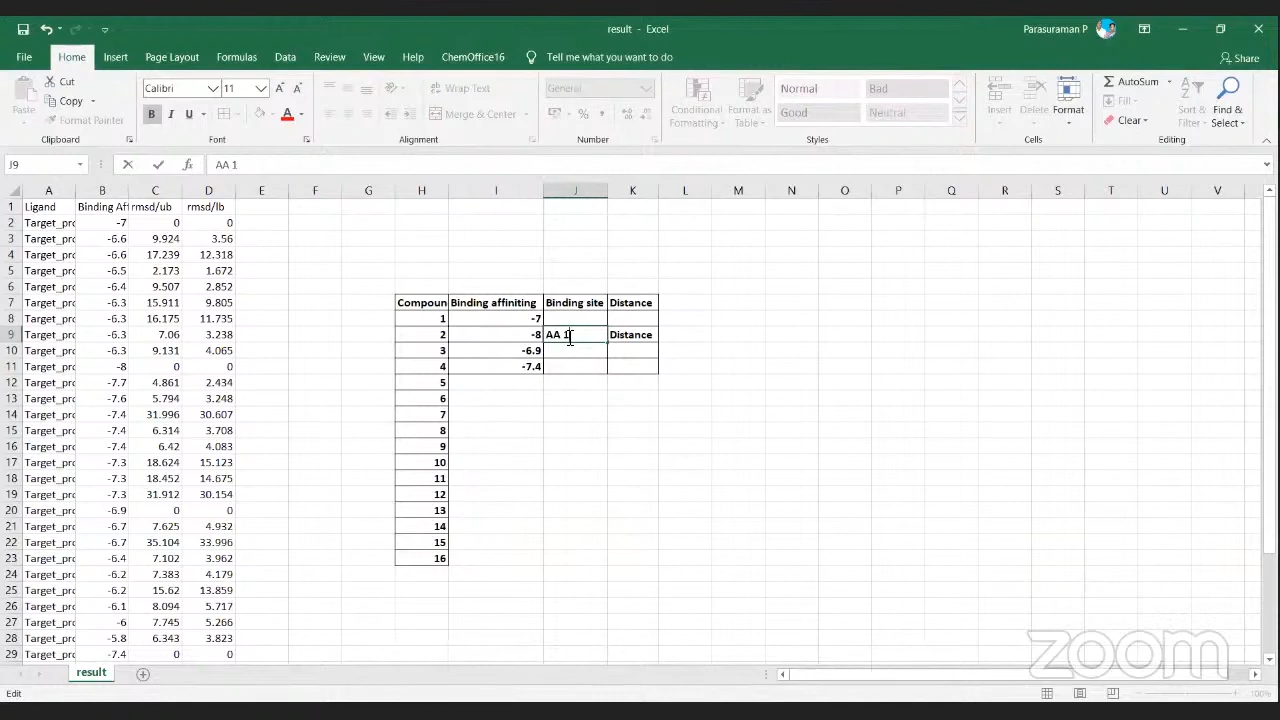 result - Excel
Parasuraman P
File Home Insert Page Layout Formulas Data Review View Help ChemOffice16 Tell me what you want to do
Share
Cut
Copy
Format Painter
Paste
Clipboard
Calibri 11
B I U
Font
Wrap Text
Merge & Center
Alignment
General
Number
Conditional Formatting
Format as Table
Normal Bad
Good Neutral
Styles
Insert Delete Format
Cells
AutoSum
Fill
Clear
Sort & Filter
Find & Select
Editing
J9 fx AA 1
A B C D E F G H I J K L M N O P Q R S T U V
1 Ligand Binding Aff rmsd/ub rmsd/lb
2 Target_pro -7 0 0
3 Target_pro -6.6 9.924 3.56
4 Target_pro -6.6 17.239 12.318
5 Target_pro -6.5 2.173 1.672
6 Target_pro -6.4 9.507 2.852
7 Target_pro -6.3 15.911 9.805 Compoun Binding affiniting Binding site Distance
8 Target_pro -6.3 16.175 11.735 1 -7
9 Target_pro -6.3 7.06 3.238 2 -8 AA 1 Distance
10 Target_pro -6.3 9.131 4.065 3 -6.9
11 Target_pro -8 0 0 4 -7.4
12 Target_pro -7.7 4.861 2.434 5
13 Target_pro -7.6 5.794 3.248 6
14 Target_pro -7.4 31.996 30.607 7
15 Target_pro -7.4 6.314 3.708 8
16 Target_pro -7.4 6.42 4.083 9
17 Target_pro -7.3 18.624 15.123 10
18 Target_pro -7.3 18.452 14.675 11
19 Target_pro -7.3 31.912 30.154 12
20 Target_pro -6.9 0 0 13
21 Target_pro -6.7 7.625 4.932 14
22 Target_pro -6.7 35.104 33.996 15
23 Target_pro -6.4 7.102 3.962 16
24 Target_pro -6.2 7.383 4.179
25 Target_pro -6.2 15.62 13.859
26 Target_pro -6.1 8.094 5.717
27 Target_pro -6 7.745 5.266
28 Target_pro -5.8 6.343 3.823
29 Target_pro -7.4 0 0
zoom
result
Edit
100%